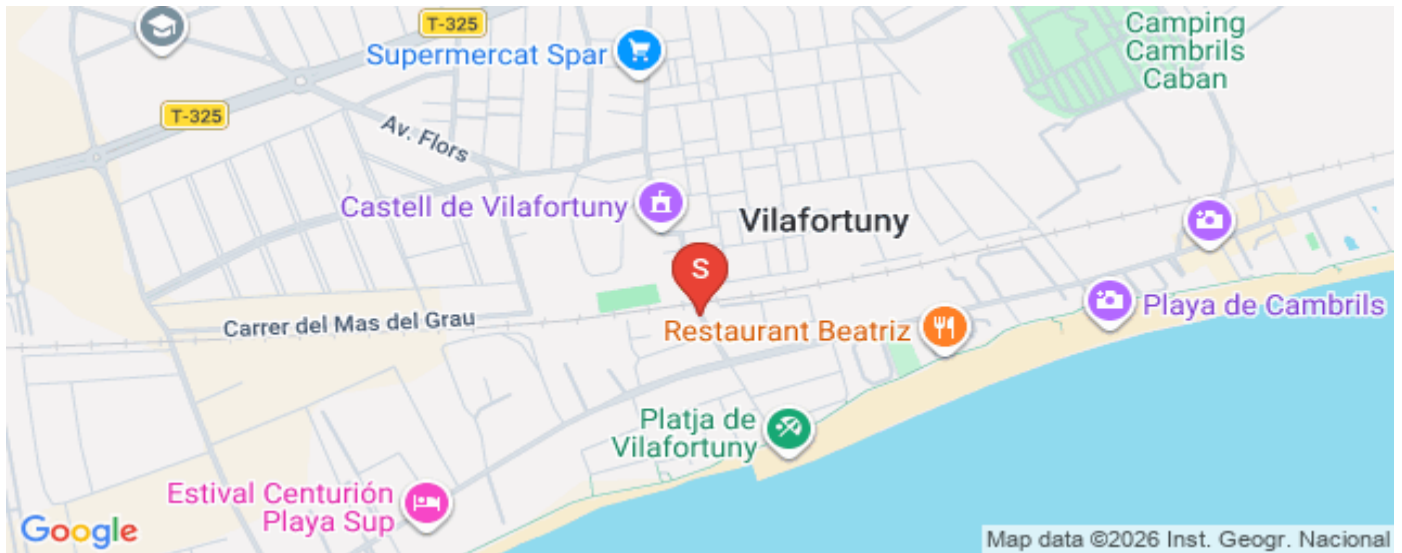 T-325
Supermercat Spar
Camping
Cambrils
Caban
T-325
Av. Flors
Castell de Vilafortuny
Vilafortuny
S
Carrer del Mas del Grau
Restaurant Beatriz
Playa de Cambrils
Platja de
Vilafortuny
Estival Centurión
Playa Sup
Google
Map data ©2026 Inst. Geogr. Nacional